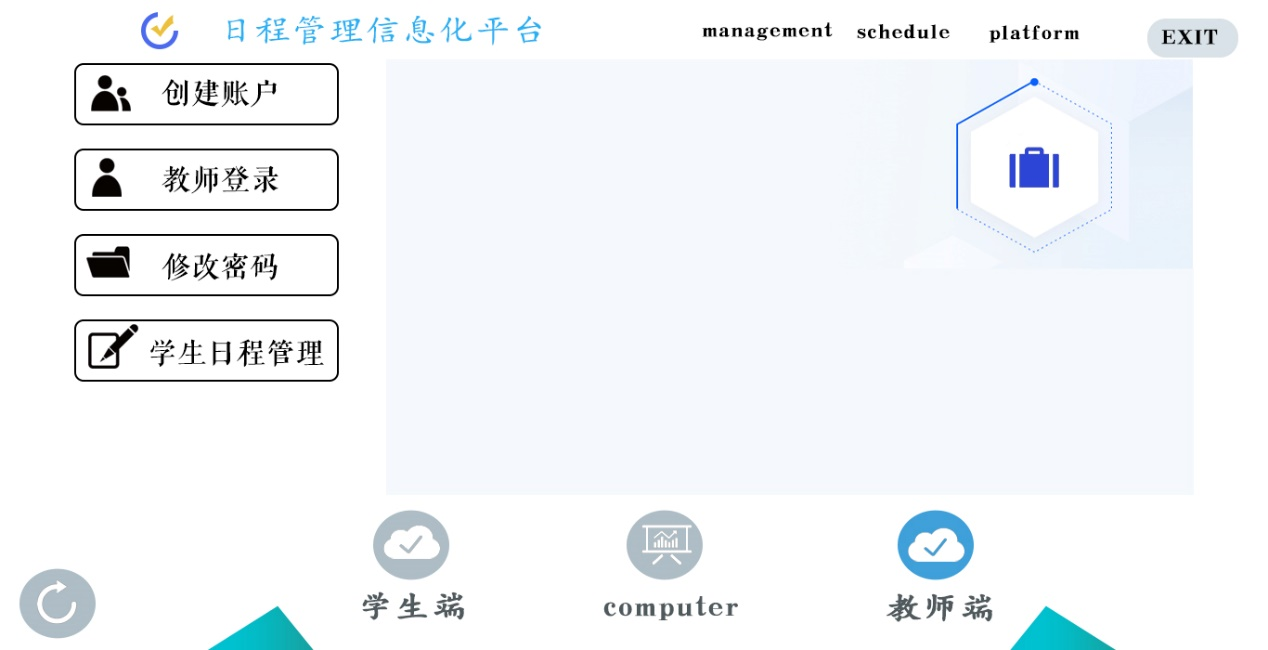 日程管理信息化平台
management schedule platform EXIT
创建账户
教师登录
修改密码
学生日程管理
学生端 computer 教师端